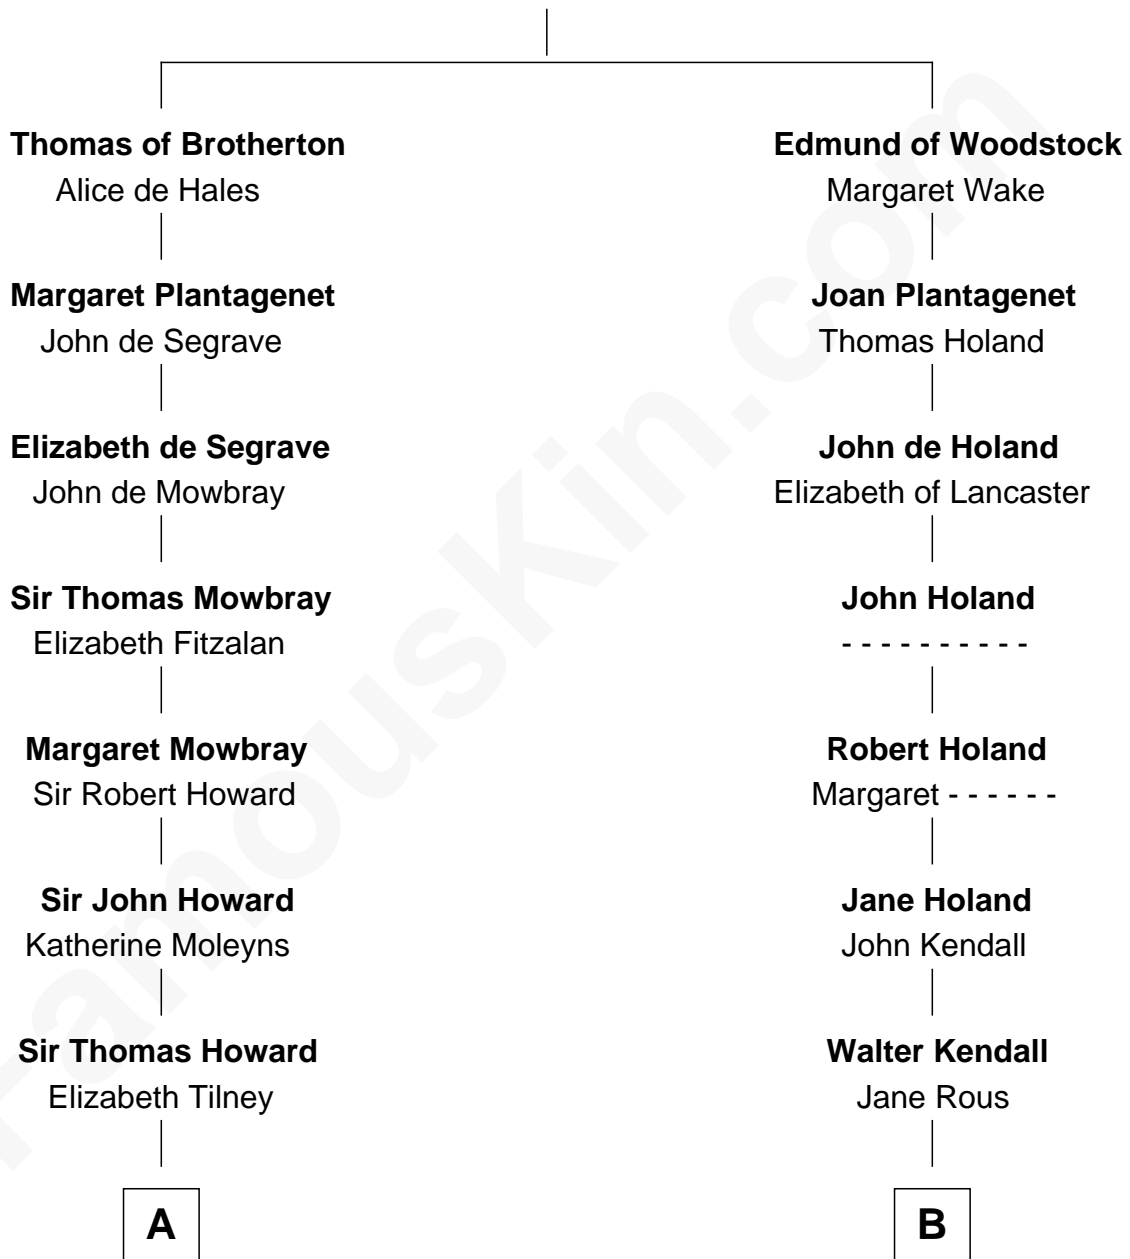 Thomas of Brotherton
Alice de Hales
Margaret Plantagenet
John de Segrave
Elizabeth de Segrave
John de Mowbray
Sir Thomas Mowbray
Elizabeth Fitzalan
Margaret Mowbray
Sir Robert Howard
Sir John Howard
Katherine Moleyns
Sir Thomas Howard
Elizabeth Tilney
A
Edmund of Woodstock
Margaret Wake
Joan Plantagenet
Thomas Holand
John de Holand
Elizabeth of Lancaster
John Holand
- - - - - - - - - -
Robert Holand
Margaret - - - - - -
Jane Holand
John Kendall
Walter Kendall
Jane Rous
B
FamousKin.com